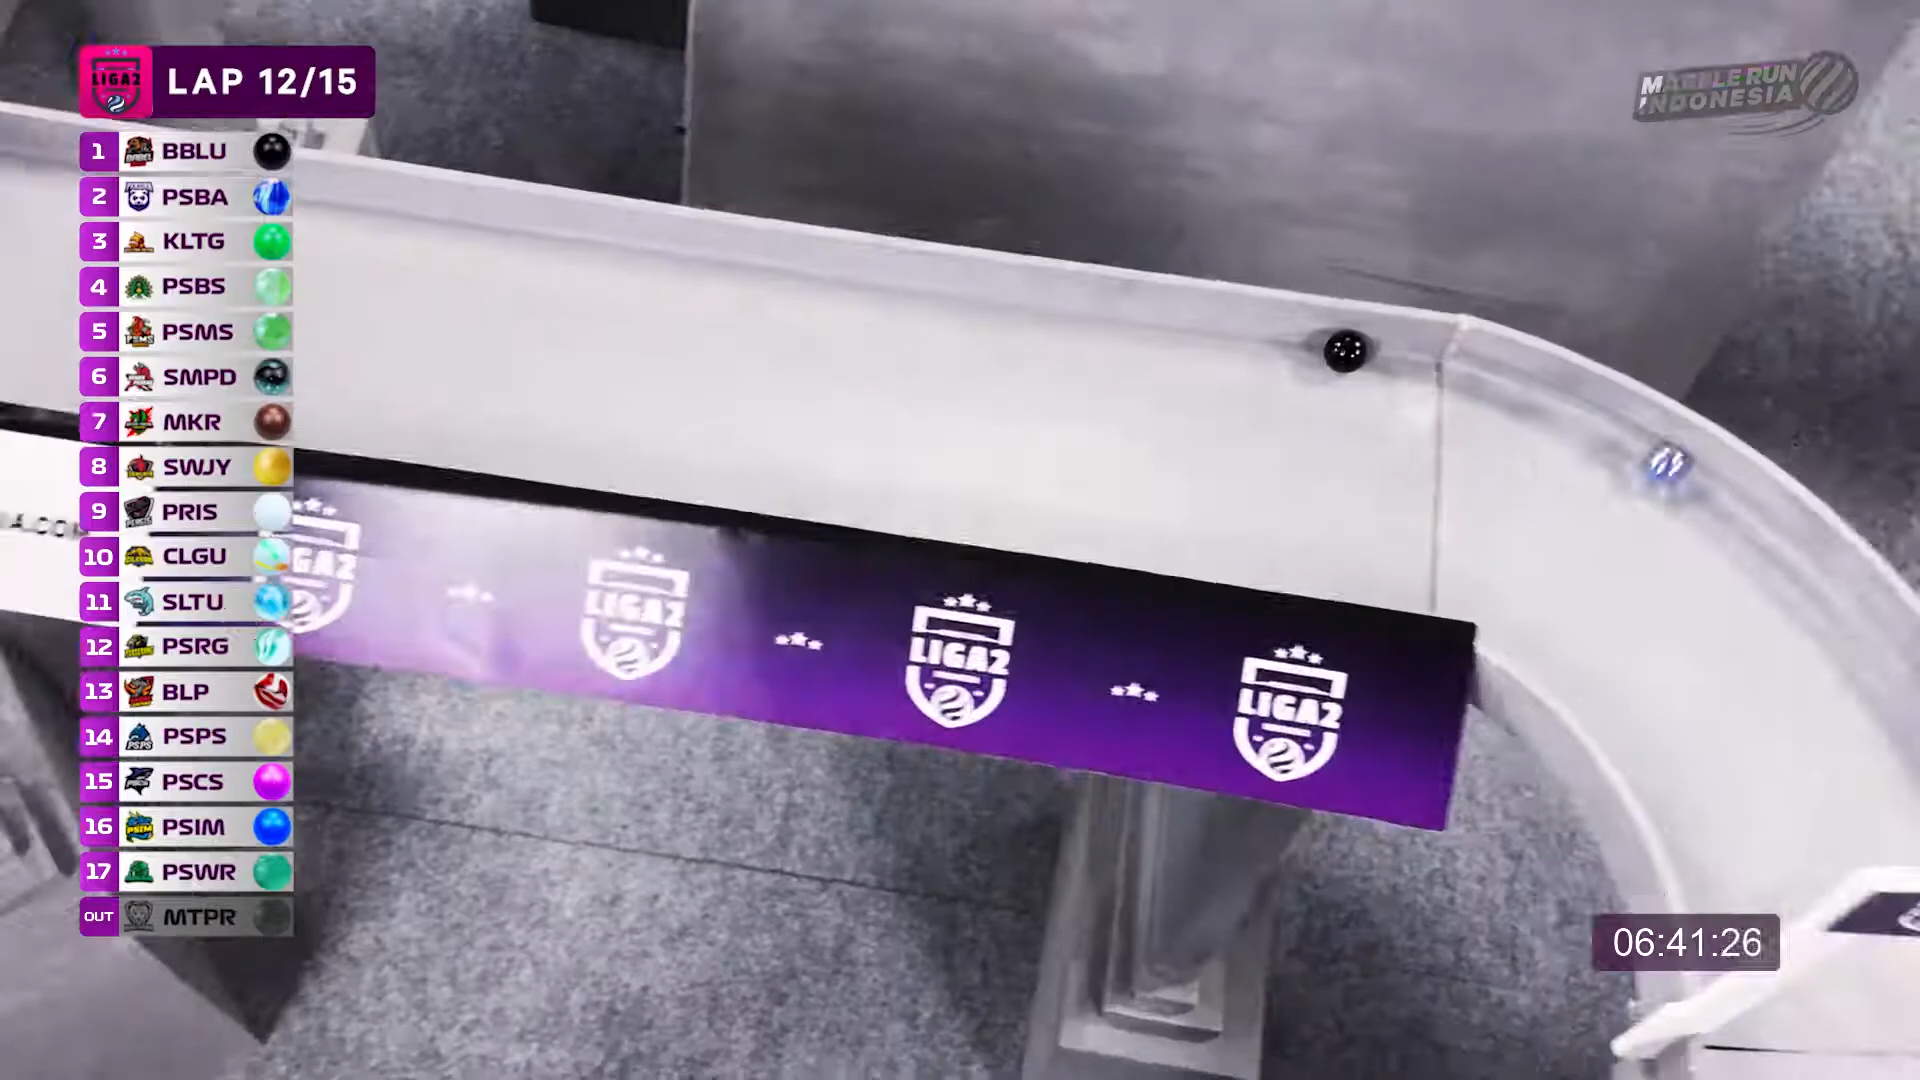 LIGA2
LAP 12/15
MARBLE RUN
INDONESIA
1 BBLU
2 PSBA
3 KLTG
4 PSBS
5 PSMS
6 SMPD
7 MKR
8 SWJY
9 PRIS
10 CLGU
11 SLTU
12 PSRG
13 BLP
14 PSPS
15 PSCS
16 PSIM
17 PSWR
OUT MTPR
LIGA2
LIGA2
LIGA2
06:41:26